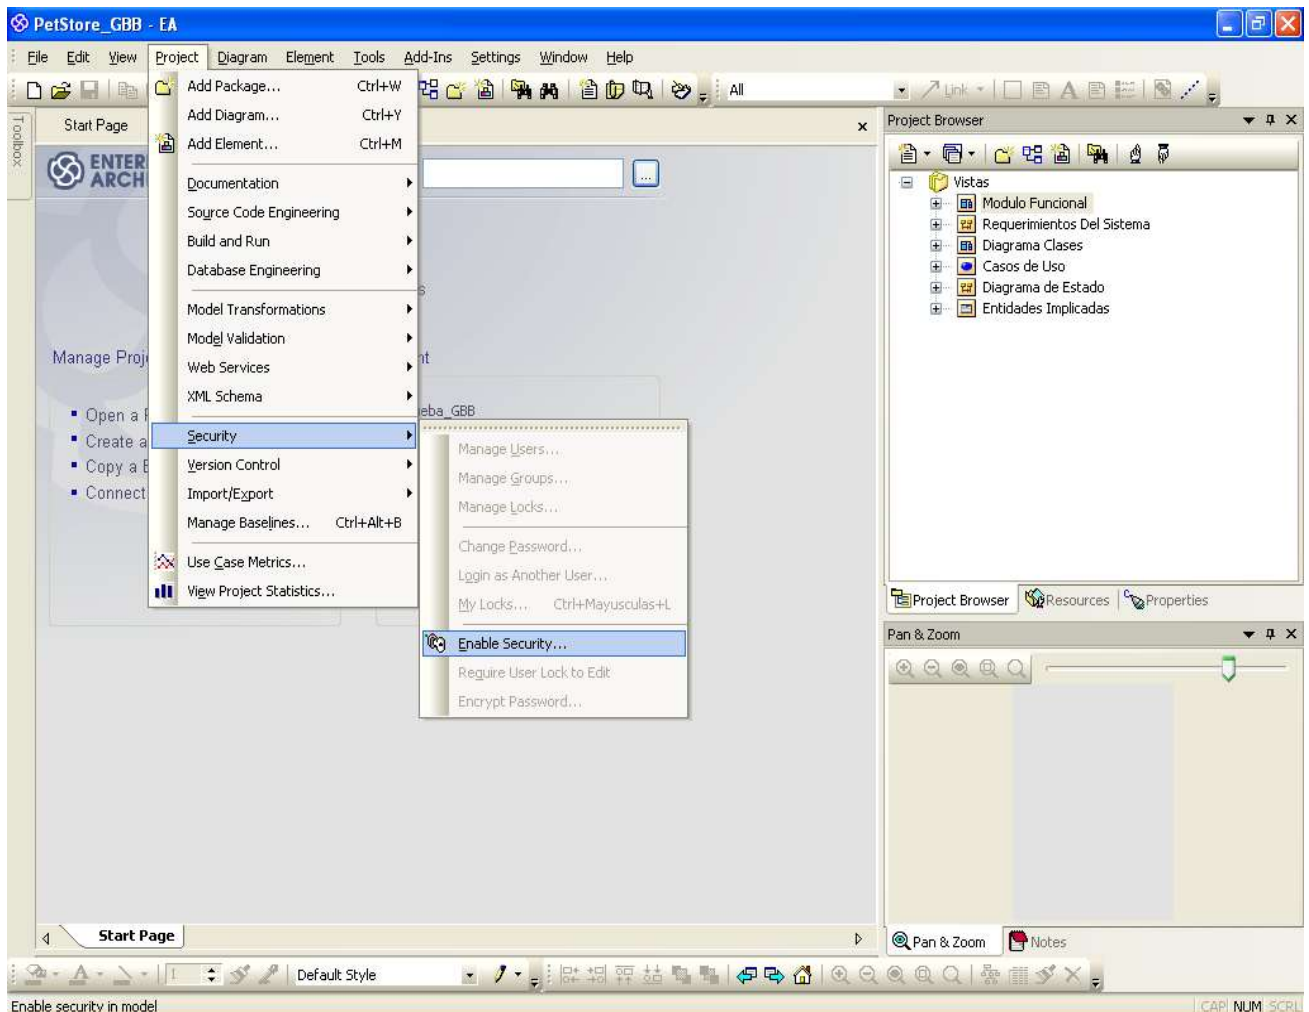 PetStore_GBB - EA
File Edit View Project Diagram Element Tools Add-Ins Settings Window Help
All
Link
Toolbox
Start Page
ENTER
ARCH
...
Manage Proj
Open a
Create a
Copy a
Connect
eba_GBB
Add Package... Ctrl+W
Add Diagram... Ctrl+Y
Add Element... Ctrl+M
Documentation
Source Code Engineering
Build and Run
Database Engineering
Model Transformations
Model Validation
Web Services
XML Schema
Security
Version Control
Import/Export
Manage Baselines... Ctrl+Alt+B
Use Case Metrics...
View Project Statistics...
Manage Users...
Manage Groups...
Manage Locks...
Change Password...
Login as Another User...
My Locks... Ctrl+Mayusculas+L
Enable Security...
Require User Lock to Edit
Encrypt Password...
Project Browser
Vistas
Modulo Funcional
Requerimientos Del Sistema
Diagrama Clases
Casos de Uso
Diagrama de Estado
Entidades Implicadas
Project Browser Resources Properties
Pan & Zoom
Pan & Zoom Notes
Start Page
1 Default Style
Enable security in model
CAP NUM SCRL